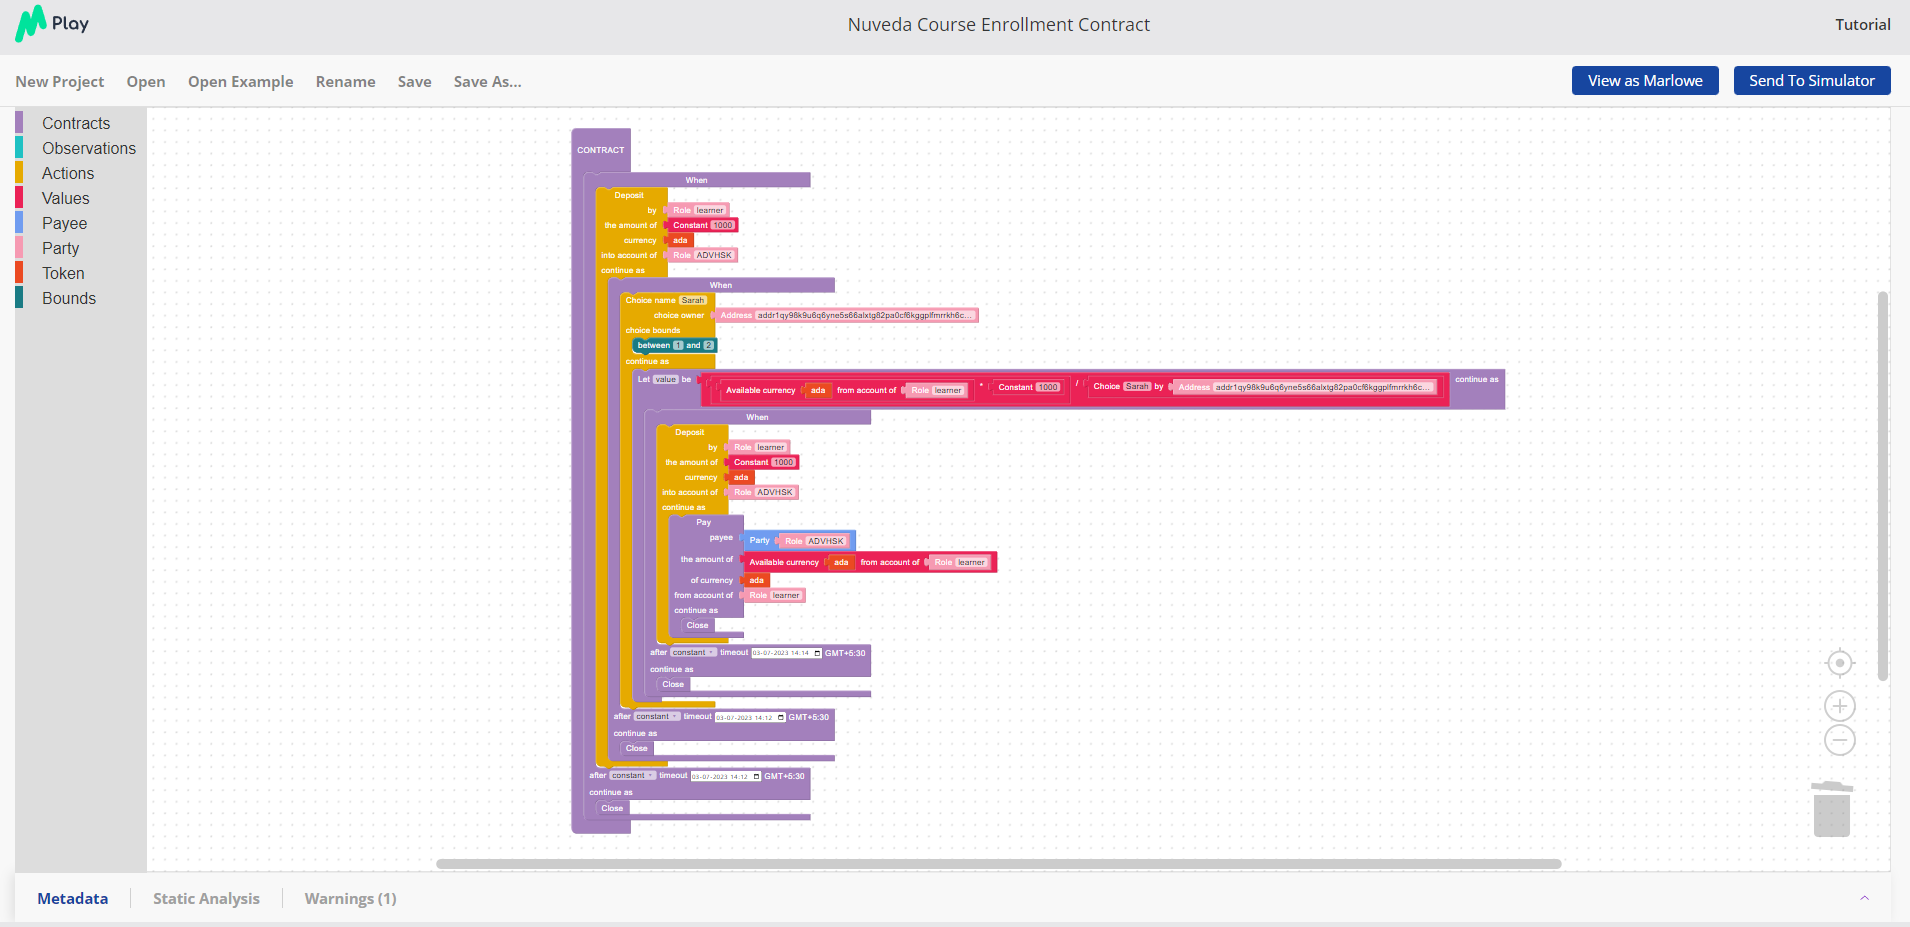 Play
Nuveda Course Enrollment Contract
Tutorial
New Project Open Open Example Rename Save Save As...
View as Marlowe Send To Simulator
Contracts
Observations
Actions
Values
Payee
Party
Token
Bounds
CONTRACT
When
Deposit
by Role learner
the amount of Constant 1000
currency ada
into account of Role ADVHSK
continue as
When
Choice name Sarah
choice owner Address addr1qy98k9u6q6yne5s66alxtg82pa0cf6kggplfmrrkh6c...
choice bounds
between 1 and 2
continue as
Let value be Available currency ada from account of Role learner * Constant 1000 / Choice Sarah by Address addr1qy98k9u6q6yne5s66alxtg82pa0cf6kggplfmrrkh6c... continue as
When
Deposit
by Role learner
the amount of Constant 1000
currency ada
into account of Role ADVHSK
continue as
Pay
payee Party Role ADVHSK
the amount of Available currency ada from account of Role learner
of currency ada
from account of Role learner
continue as
Close
after constant timeout 03-07-2023 14:14 GMT+5:30
continue as
Close
after constant timeout 03-07-2023 14:12 GMT+5:30
continue as
Close
after constant timeout 03-07-2023 14:12 GMT+5:30
continue as
Close
Metadata Static Analysis Warnings (1)